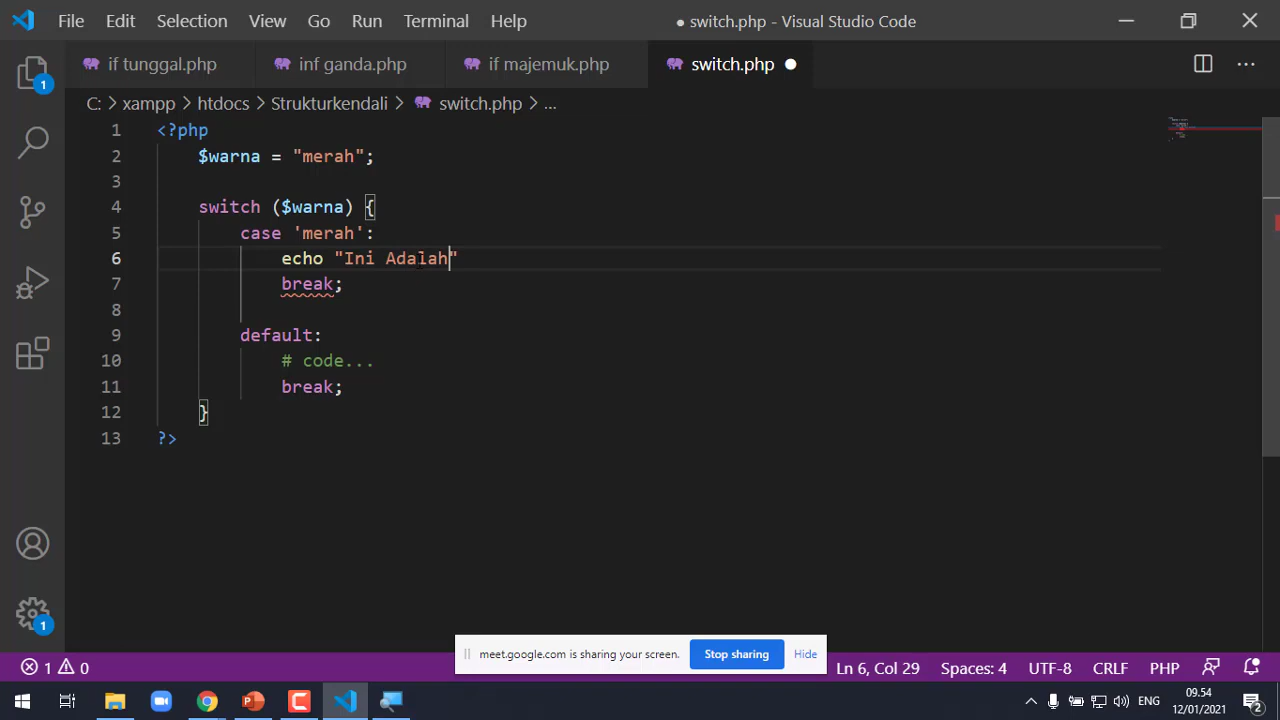 File Edit Selection View Go Run Terminal Help ● switch.php - Visual Studio Code
if tunggal.php inf ganda.php if majemuk.php switch.php ●
C: > xampp > htdocs > Strukturkendali > switch.php > ...
1 <?php
2 $warna = "merah";
3
4 switch ($warna) {
5 case 'merah':
6 echo "Ini Adalah"
7 break;
8
9 default:
10 # code...
11 break;
12 }
13 ?>
1
1
meet.google.com is sharing your screen. Stop sharing Hide
1 0 Ln 6, Col 29 Spaces: 4 UTF-8 CRLF PHP
ENG 09.54
12/01/2021 2